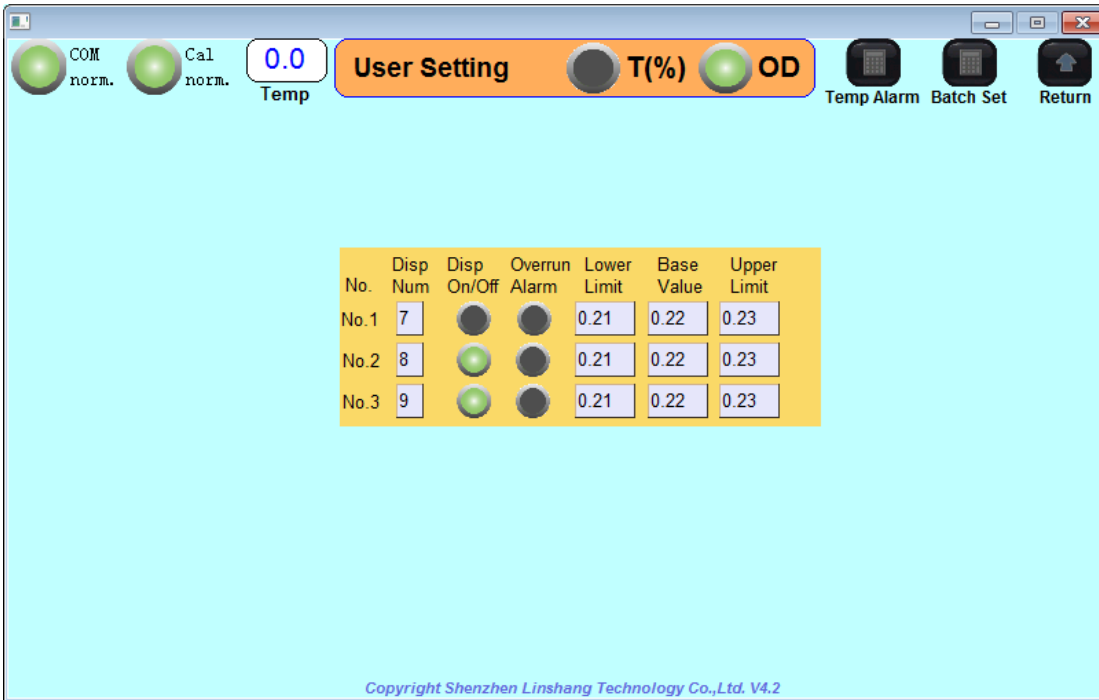 COM norm.
Cal norm.
0.0
Temp
User Setting T(%) OD
Temp Alarm Batch Set Return
No. Disp Num Disp On/Off Overrun Alarm Lower Limit Base Value Upper Limit
No.1 7 0.21 0.22 0.23
No.2 8 0.21 0.22 0.23
No.3 9 0.21 0.22 0.23
Copyright Shenzhen Linshang Technology Co.,Ltd. V4.2